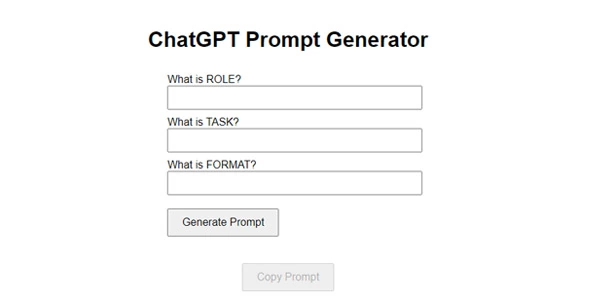 ChatGPT Prompt Generator
What is ROLE?
What is TASK?
What is FORMAT?
Generate Prompt
Copy Prompt